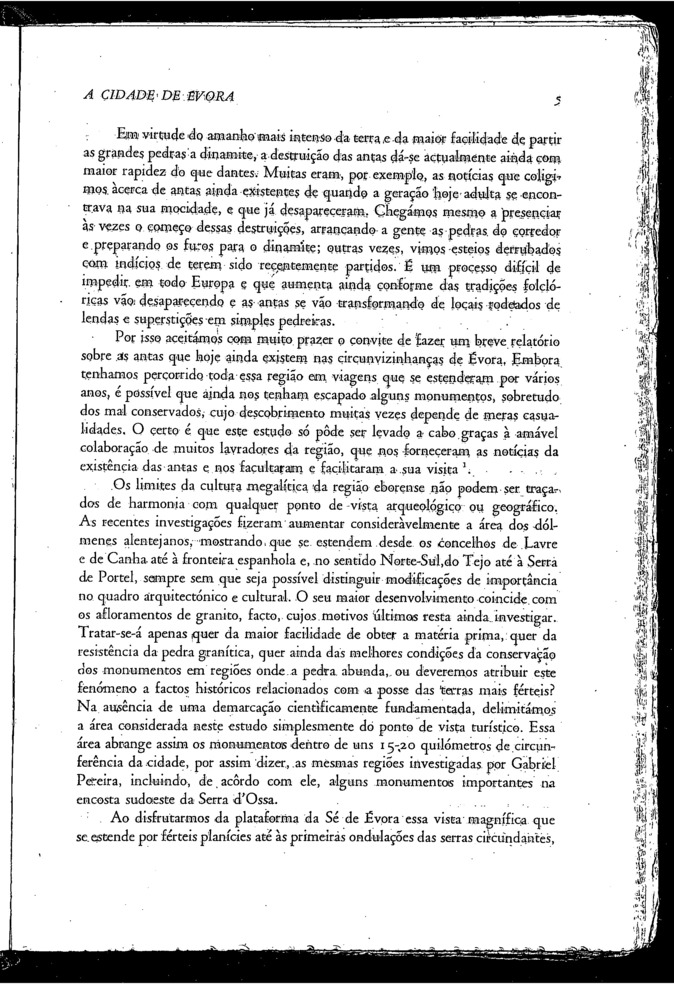 A CIDADE DE ÉVORA 5
Em virtude do amanho mais intenso da terra e da maior facilidade de partir
as grandes pedras a dinamite, a destruição das antas dá-se actualmente ainda com
maior rapidez do que dantes. Muitas eram, por exemplo, as notícias que coligi-
mos àcerca de antas ainda existentes de quando a geração hoje adulta se encon-
trava na sua mocidade, e que já desapareceram. Chegámos mesmo a presenciar
às vezes o começo dessas destruições, arrancando a gente as pedras do corredor
e preparando os furos para o dinamite; outras vezes, vimos esteios derrubados
com indícios de terem sido recentemente partidos. É um processo difícil de
impedir em todo Europa e que aumenta ainda conforme das tradições folcló-
ricas vão desaparecendo e as antas se vão transformando de locais rodeados de
lendas e superstições em simples pedreiras.
Por isso aceitámos com muito prazer o convite de fazer um breve relatório
sobre as antas que hoje ainda existem nas circunvizinhanças de Évora. Embora
tenhamos percorrido toda essa região em viagens que se estenderam por vários
anos, é possível que ainda nos tenham escapado alguns monumentos, sobretudo
dos mal conservados, cujo descobrimento muitas vezes depende de meras casua-
lidades. O certo é que este estudo só pôde ser levado a cabo graças à amável
colaboração de muitos lavradores da região, que nos forneceram as notícias da
existência das antas e nos facultaram e facilitaram a sua visita ¹.
Os limites da cultura megalítica da região eborense não podem ser traça-
dos de harmonia com qualquer ponto de vista arqueológico ou geográfico.
As recentes investigações fizeram aumentar consideràvelmente a área dos dól-
menes alentejanos, mostrando que se estendem desde os concelhos de Lavre
e de Canha até à fronteira espanhola e, no sentido Norte-Sul, do Tejo até à Serra
de Portel, sempre sem que seja possível distinguir modificações de importância
no quadro arquitectónico e cultural. O seu maior desenvolvimento coincide com
os afloramentos de granito, facto, cujos motivos últimos resta ainda investigar.
Tratar-se-á apenas quer da maior facilidade de obter a matéria prima, quer da
resistência da pedra granítica, quer ainda das melhores condições da conservação
dos monumentos em regiões onde a pedra abunda, ou deveremos atribuir este
fenómeno a factos históricos relacionados com a posse das terras mais férteis?
Na ausência de uma demarcação cientìficamente fundamentada, delimitámos
a área considerada neste estudo simplesmente do ponto de vista turístico. Essa
área abrange assim os monumentos dentro de uns 15-20 quilómetros de circun-
ferência da cidade, por assim dizer, as mesmas regiões investigadas por Gabriel
Pereira, incluindo, de acôrdo com ele, alguns monumentos importantes na
encosta sudoeste da Serra d'Ossa.
Ao disfrutarmos da plataforma da Sé de Évora essa vista magnífica que
se estende por férteis planícies até às primeiras ondulações das serras circundantes,